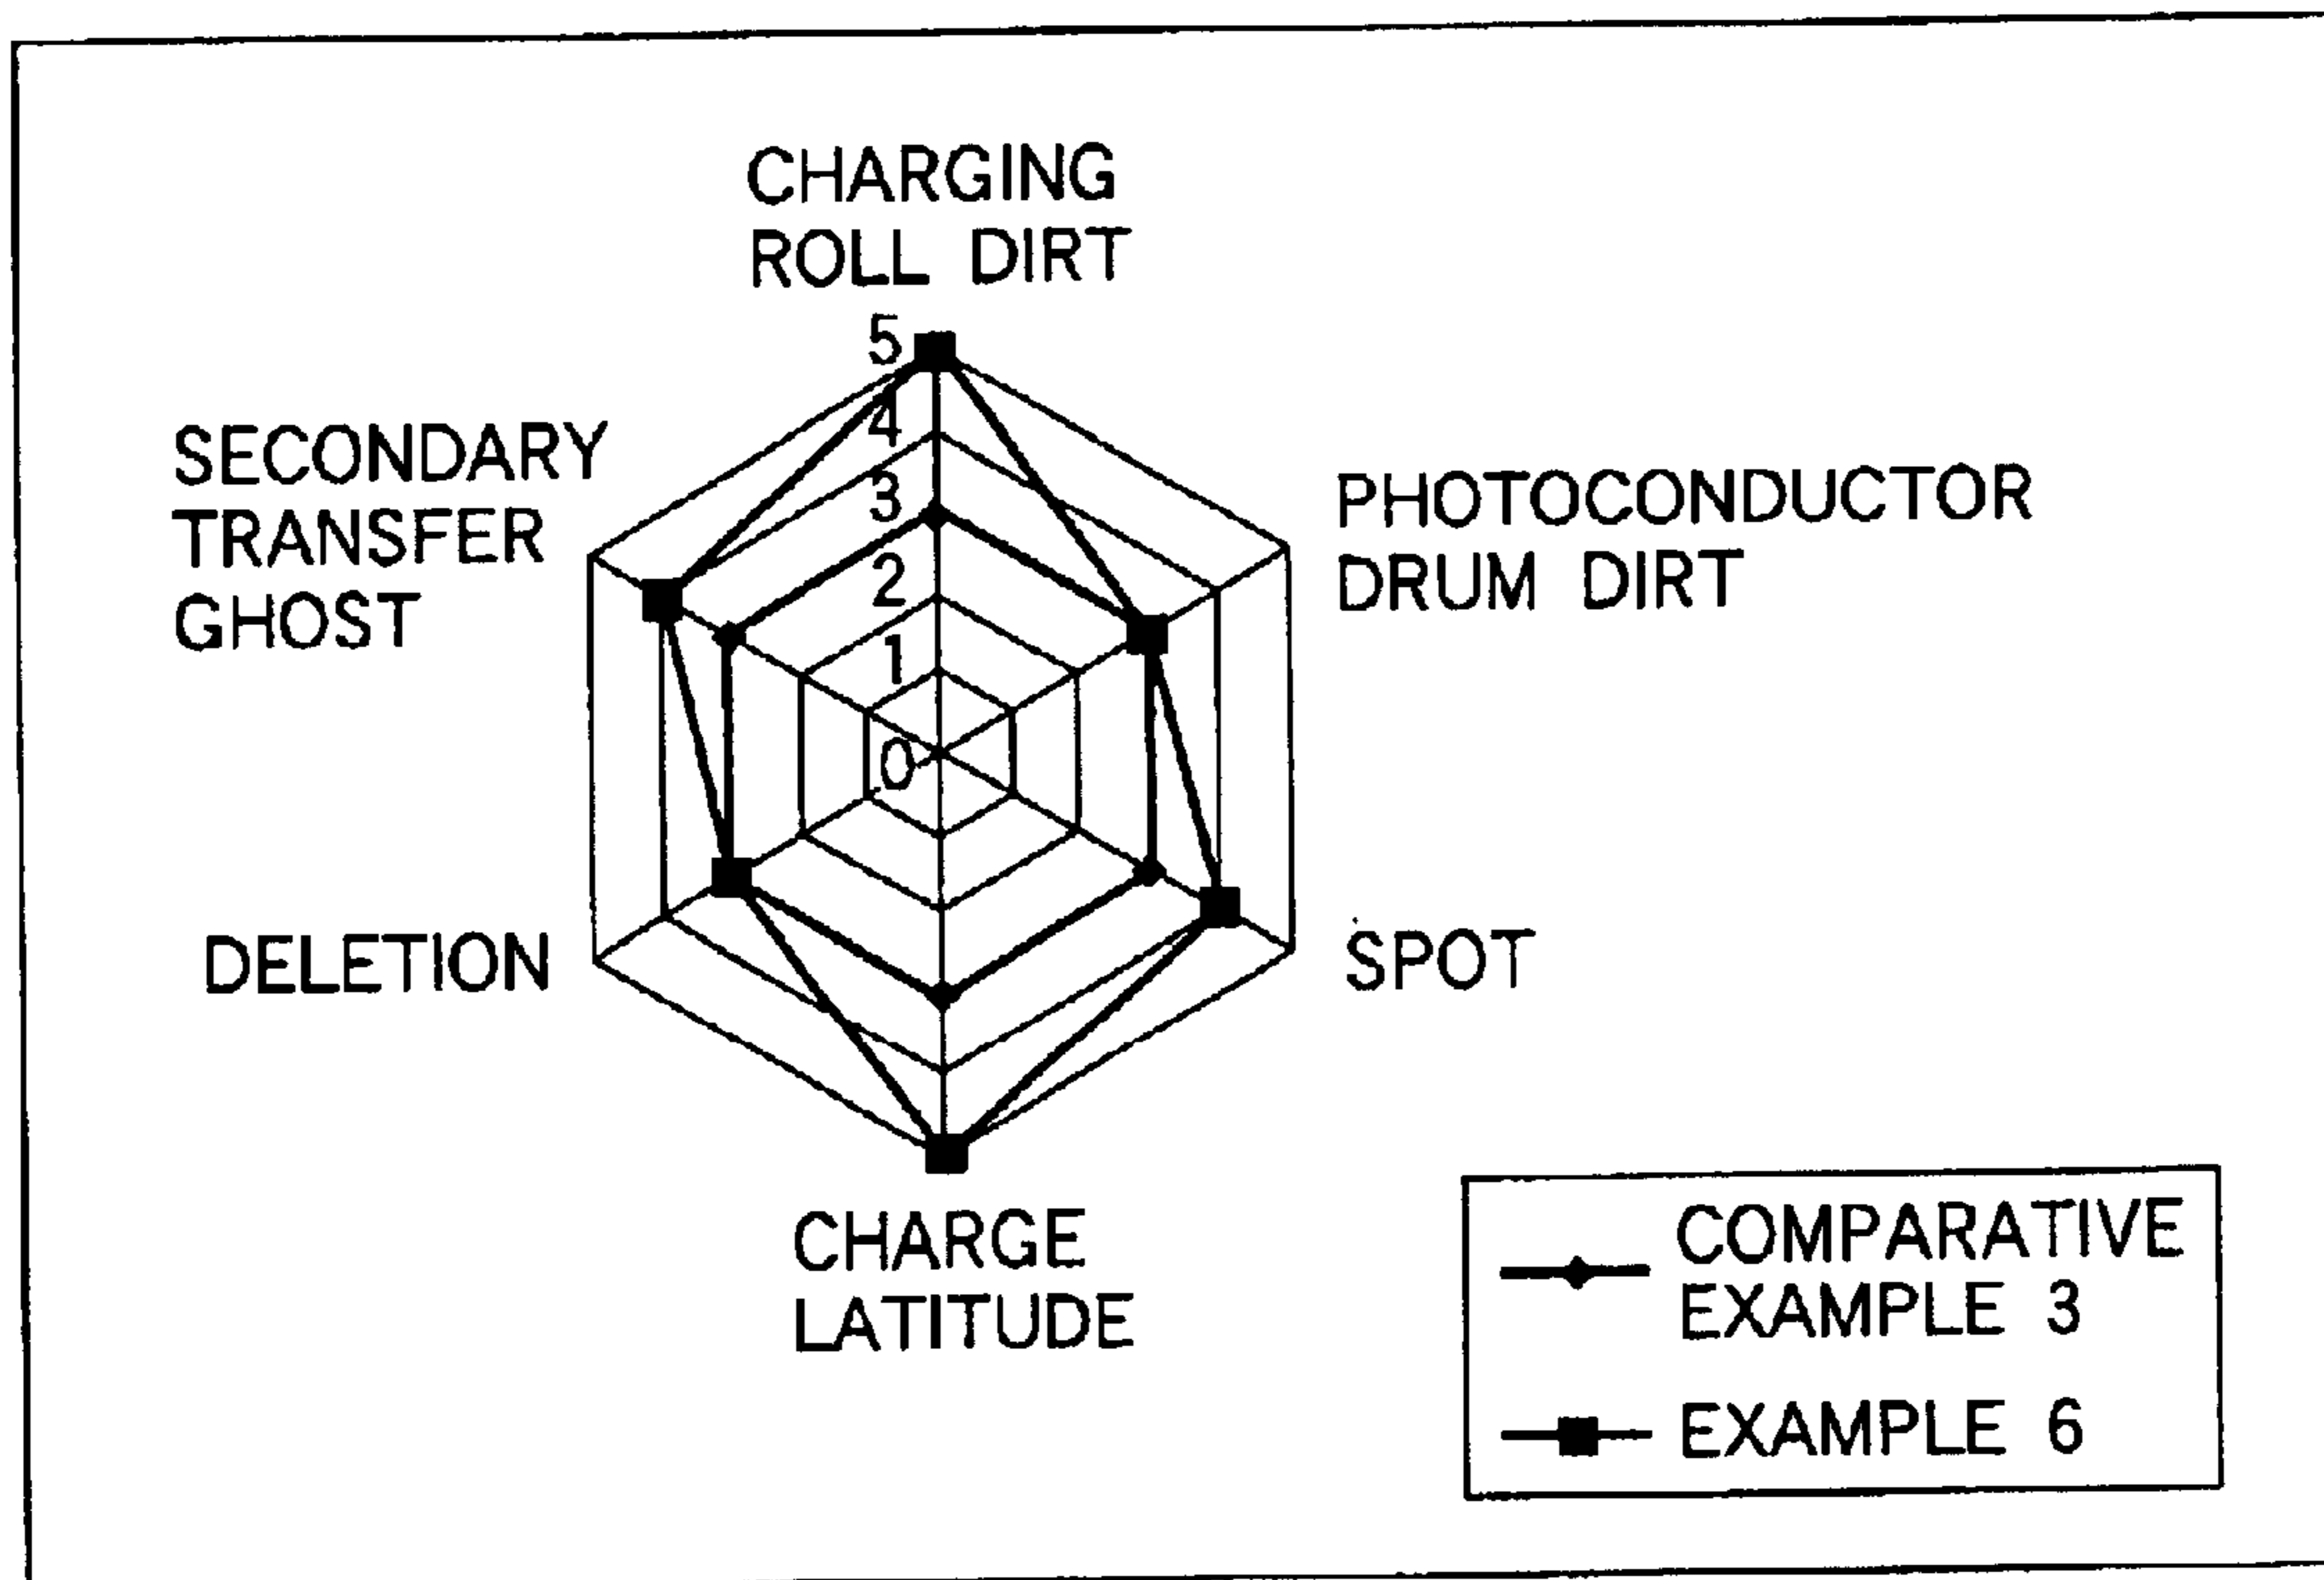 CHARGING
ROLL DIRT
5
4
3
2
1
0
SECONDARY
TRANSFER
GHOST
PHOTOCONDUCTOR
DRUM DIRT
DELETION
SPOT
CHARGE
LATITUDE
COMPARATIVE
EXAMPLE 3
EXAMPLE 6